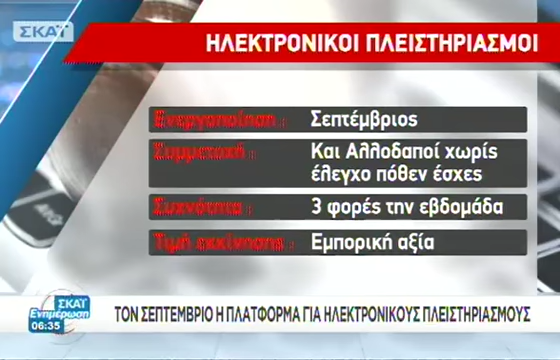 ΣΚΑΪ
ΗΛΕΚΤΡΟΝΙΚΟΙ ΠΛΕΙΣΤΗΡΙΑΣΜΟΙ
Ενεργοποίηση : Σεπτέμβριος
Συμμετοχή : Και Αλλοδαποί χωρίς
έλεγχο πόθεν έσχες
Συχνότητα : 3 φορές την εβδομάδα
Τιμή εκκίνησης : Εμπορική αξία
ΣΚΑΪ
Ενημέρωση
06:35
ΤΟΝ ΣΕΠΤΕΜΒΡΙΟ Η ΠΛΑΤΦΟΡΜΑ ΓΙΑ ΗΛΕΚΤΡΟΝΙΚΟΥΣ ΠΛΕΙΣΤΗΡΙΑΣΜΟΥΣ